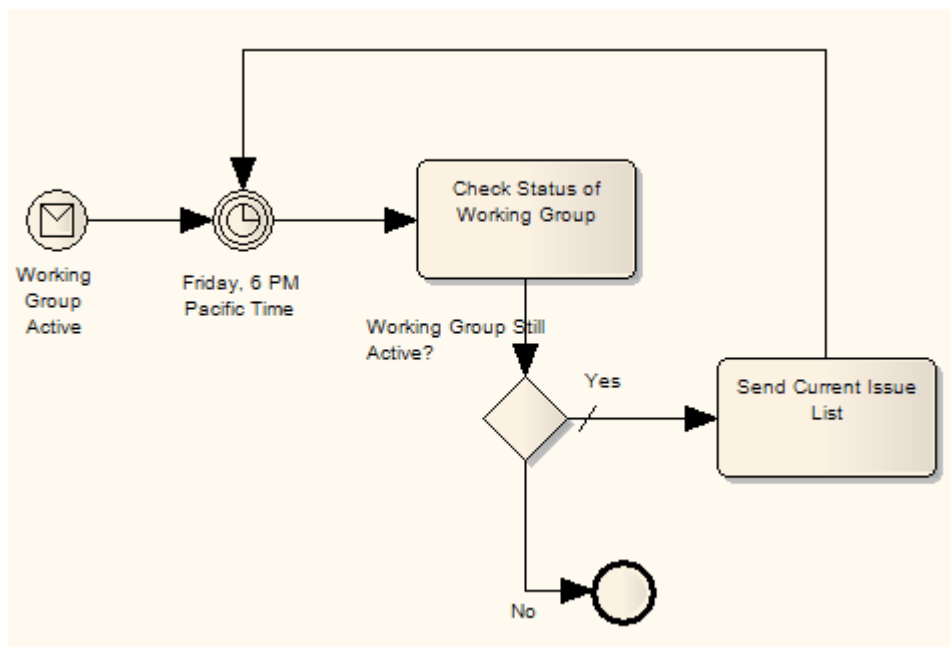 Check Status of
Working Group
Working
Group
Active
Friday, 6 PM
Pacific Time
Working Group Still
Active?
Yes
Send Current Issue
List
No